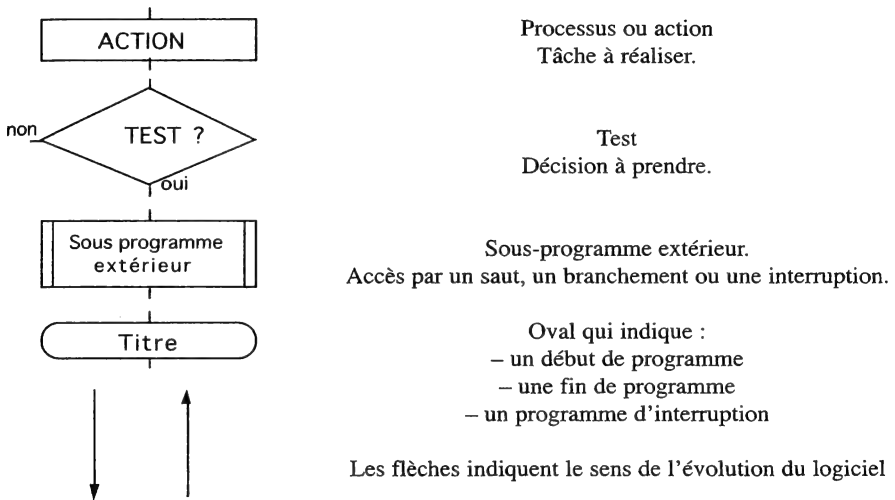 ACTION
Processus ou action
Tâche à réaliser.
non
TEST ?
oui
Test
Décision à prendre.
Sous programme
extérieur
Sous-programme extérieur.
Accès par un saut, un branchement ou une interruption.
Titre
Oval qui indique :
– un début de programme
– une fin de programme
– un programme d'interruption
Les flèches indiquent le sens de l'évolution du logiciel